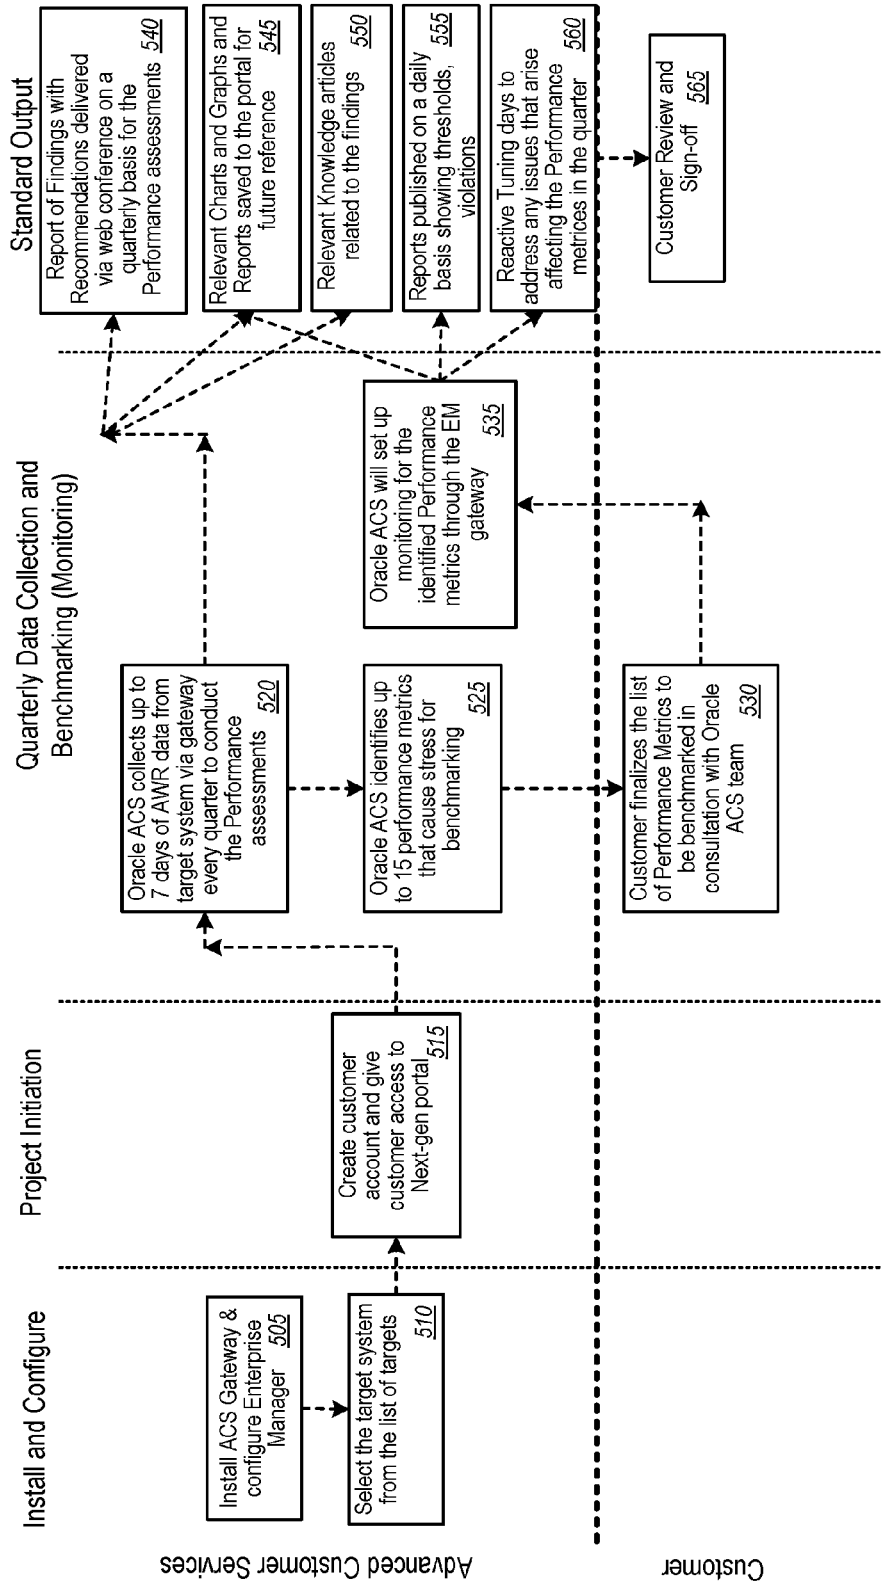 Install and Configure
Project Initiation
Quarterly Data Collection and
Benchmarking (Monitoring)
Standard Output
Advanced Customer Services
Customer
Install ACS Gateway &
configure Enterprise
Manager 505
Select the target system
from the list of targets
510
Create customer
account and give
customer access to
Next-gen portal
515
Oracle ACS collects up to
7 days of AWR data from
target system via gateway
every quarter to conduct
the Performance
assessments 520
Oracle ACS identifies up
to 15 performance metrics
that cause stress for
benchmarking 525
Customer finalizes the list
of Performance Metrics to
be benchmarked in
consultation with Oracle
ACS team 530
Oracle ACS will set up
monitoring for the
identified Performance
metrics through the EM
gateway 535
Report of Findings with
Recommendations delivered
via web conference on a
quarterly basis for the
Performance assessments 540
Relevant Charts and Graphs and
Reports saved to the portal for
future reference 545
Relevant Knowledge articles
related to the findings 550
Reports published on a daily
basis showing thresholds,
violations 555
Reactive Tuning days to
address any issues that arise
affecting the Performance
metrices in the quarter 560
Customer Review and
Sign-off 565